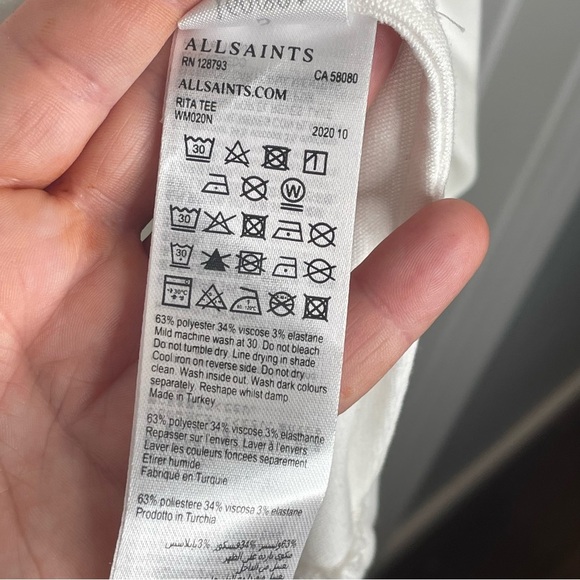 ALLSAINTS
RN 128793 CA 58080
ALLSAINTS.COM
RITA TEE
WM020N 2020 10
30
W
30
30
30°C
63% polyester 34% viscose 3% elastane
Mild machine wash at 30. Do not bleach
Do not tumble dry. Line drying in shade
Cool iron on reverse side. Do not dry
clean. Wash inside out. Wash dark colours
separately. Reshape whilst damp
Made in Turkey
63% polyester 34% viscose 3% elasthanne
Repasser sur l'envers. Laver à l'envers
Laver les couleurs foncées separement
Etirer humide
Fabriqué en Turquie
63% poliestere 34% viscosa 3% elastane
Prodotto in Turchia